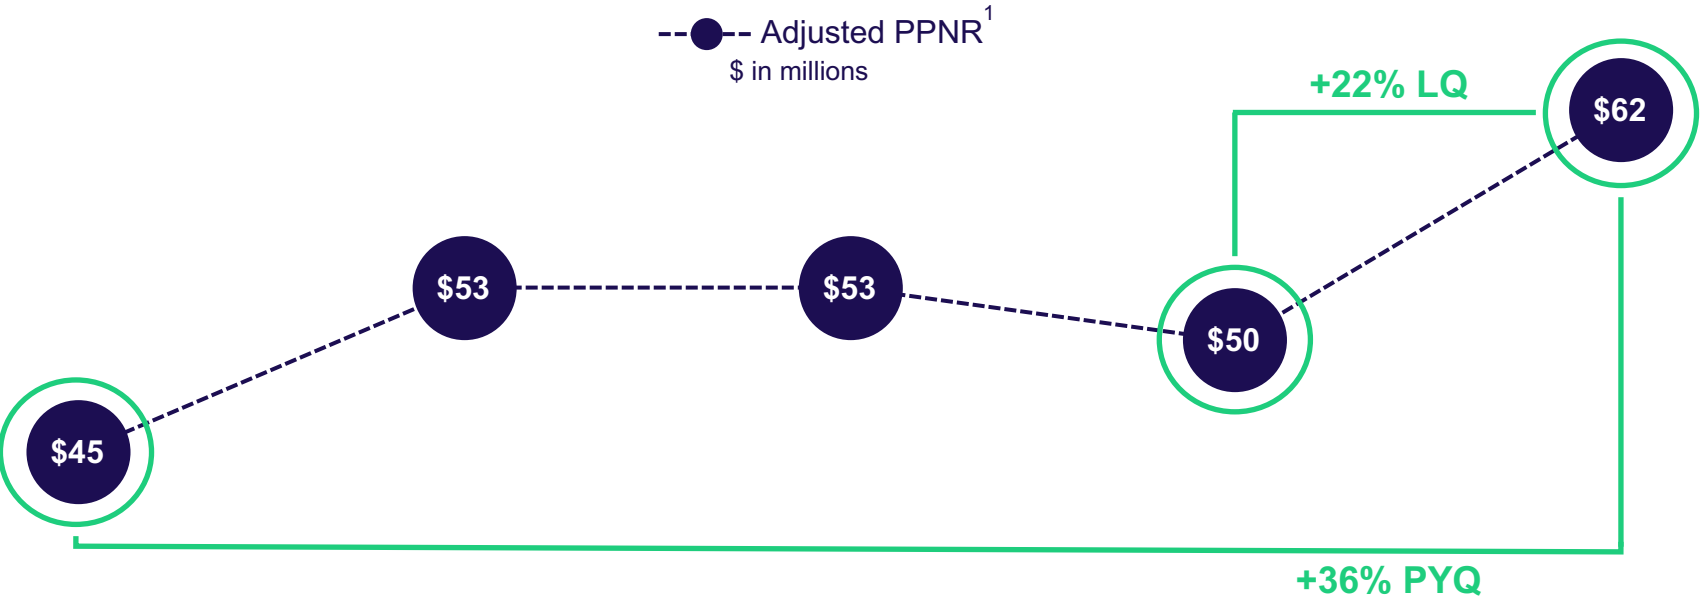 Adjusted PPNR1
$ in millions
+22% LQ
$62
$53
$53
$50
$45
+36% PYQ